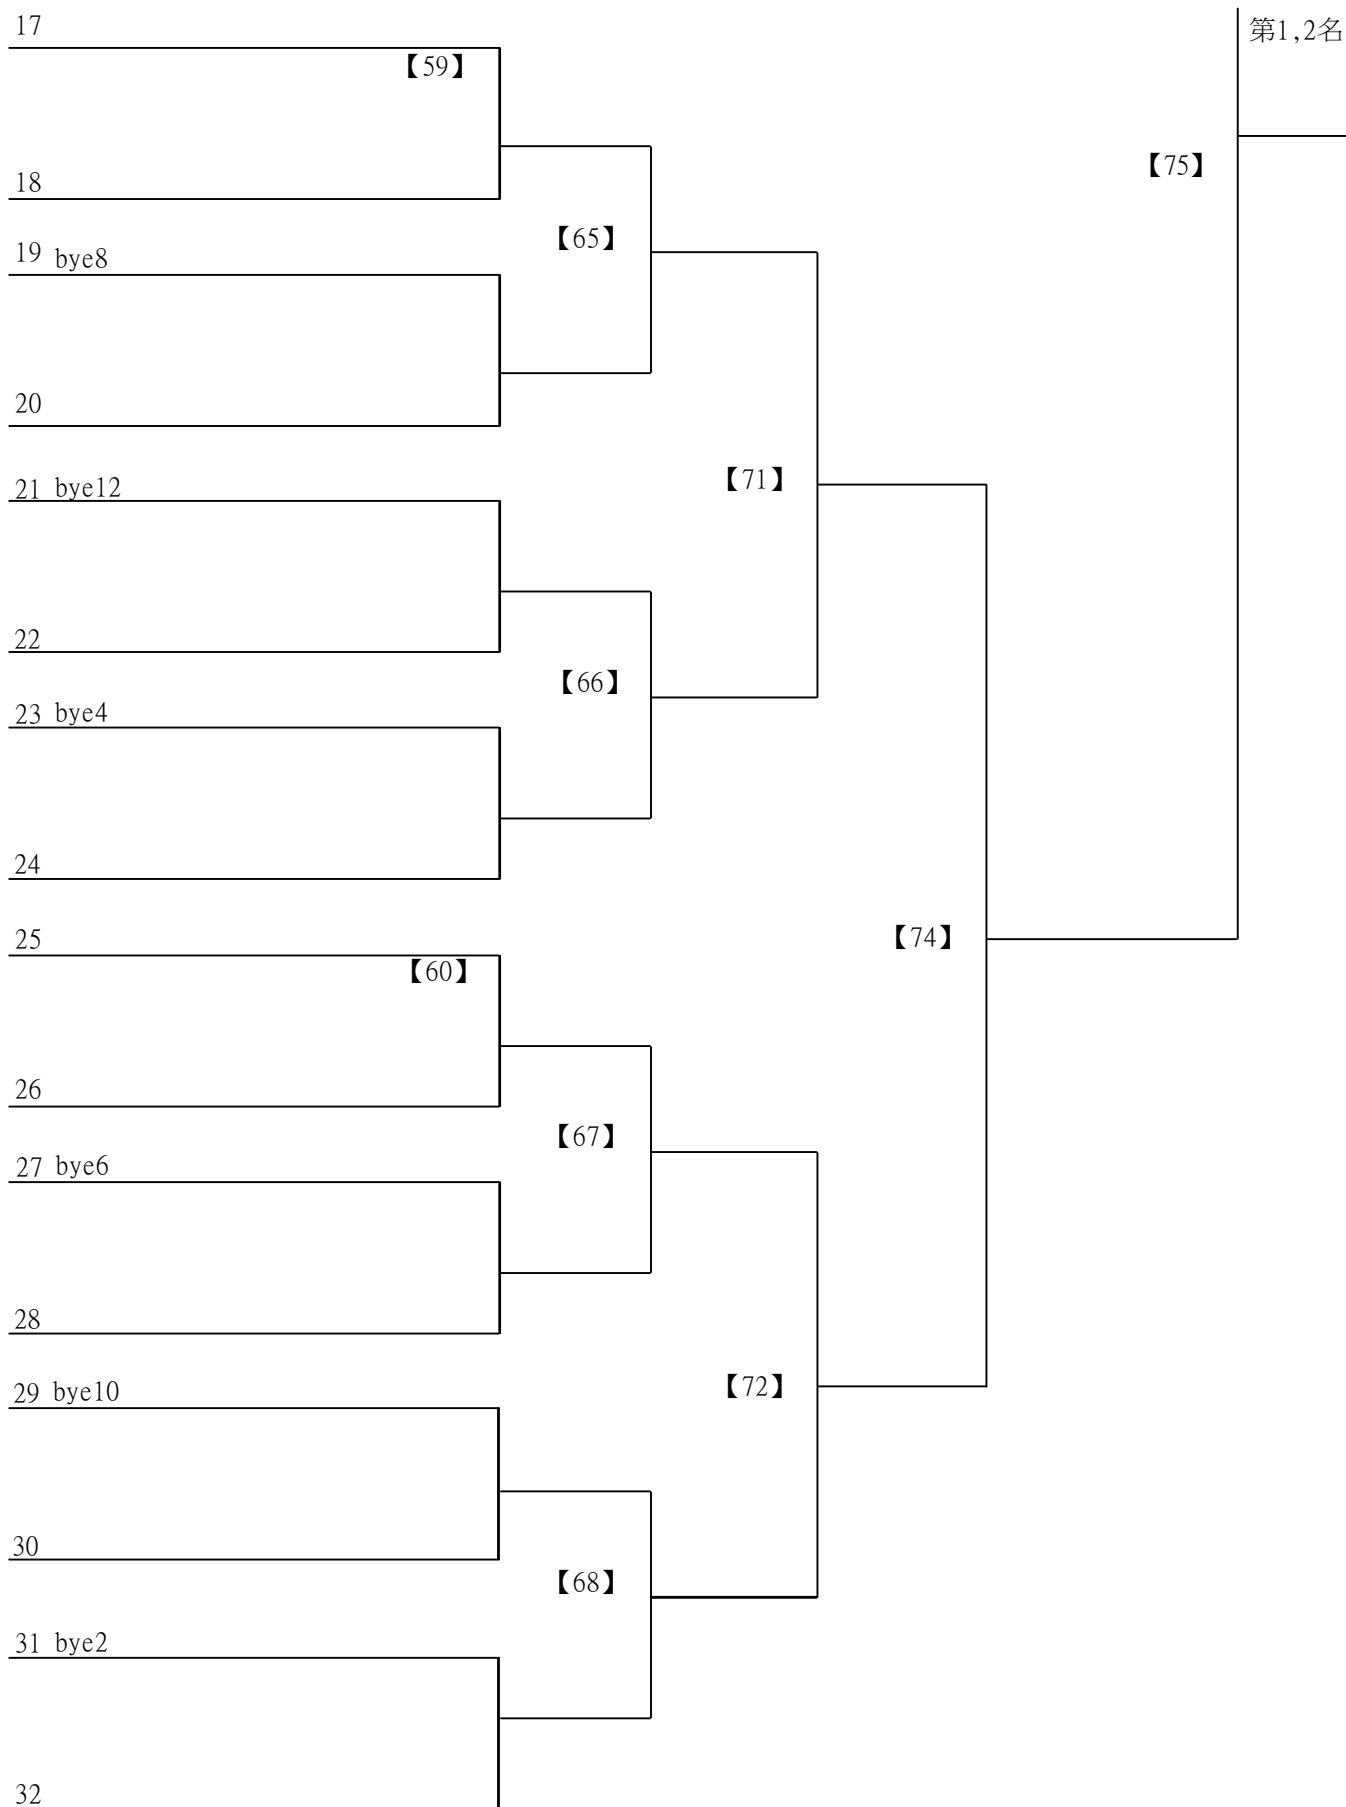 17
第1,2名
【59】
【75】
18
【65】
19 bye8
20
【71】
21 bye12
22
【66】
23 bye4
24
25
【74】
【60】
26
【67】
27 bye6
28
【72】
29 bye10
30
【68】
31 bye2
32